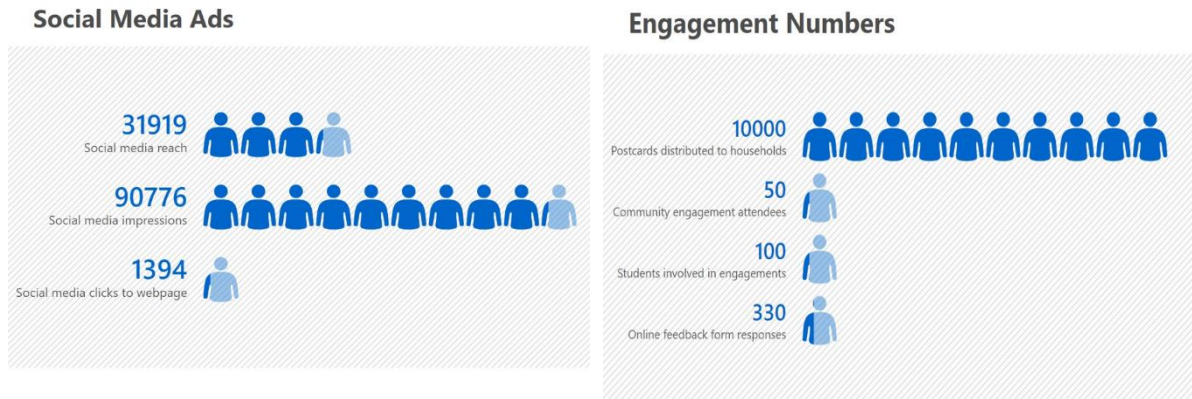 Social Media Ads
31919
Social media reach
90776
Social media impressions
1394
Social media clicks to webpage
Engagement Numbers
10000
Postcards distributed to households
50
Community engagement attendees
100
Students involved in engagements
330
Online feedback form responses